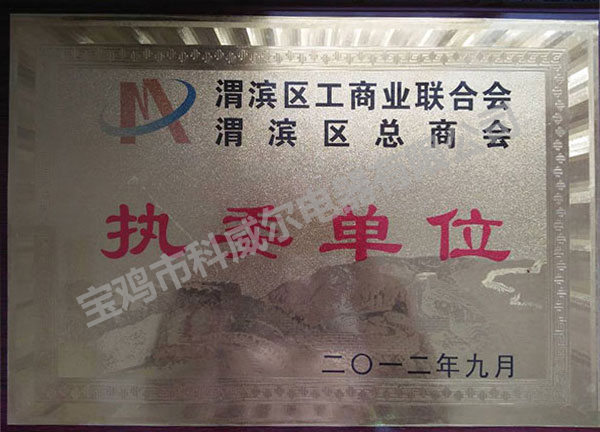 渭滨区工商业联合会
渭滨区总商会
执委单位
二〇一二年九月
宝鸡市科威尔电